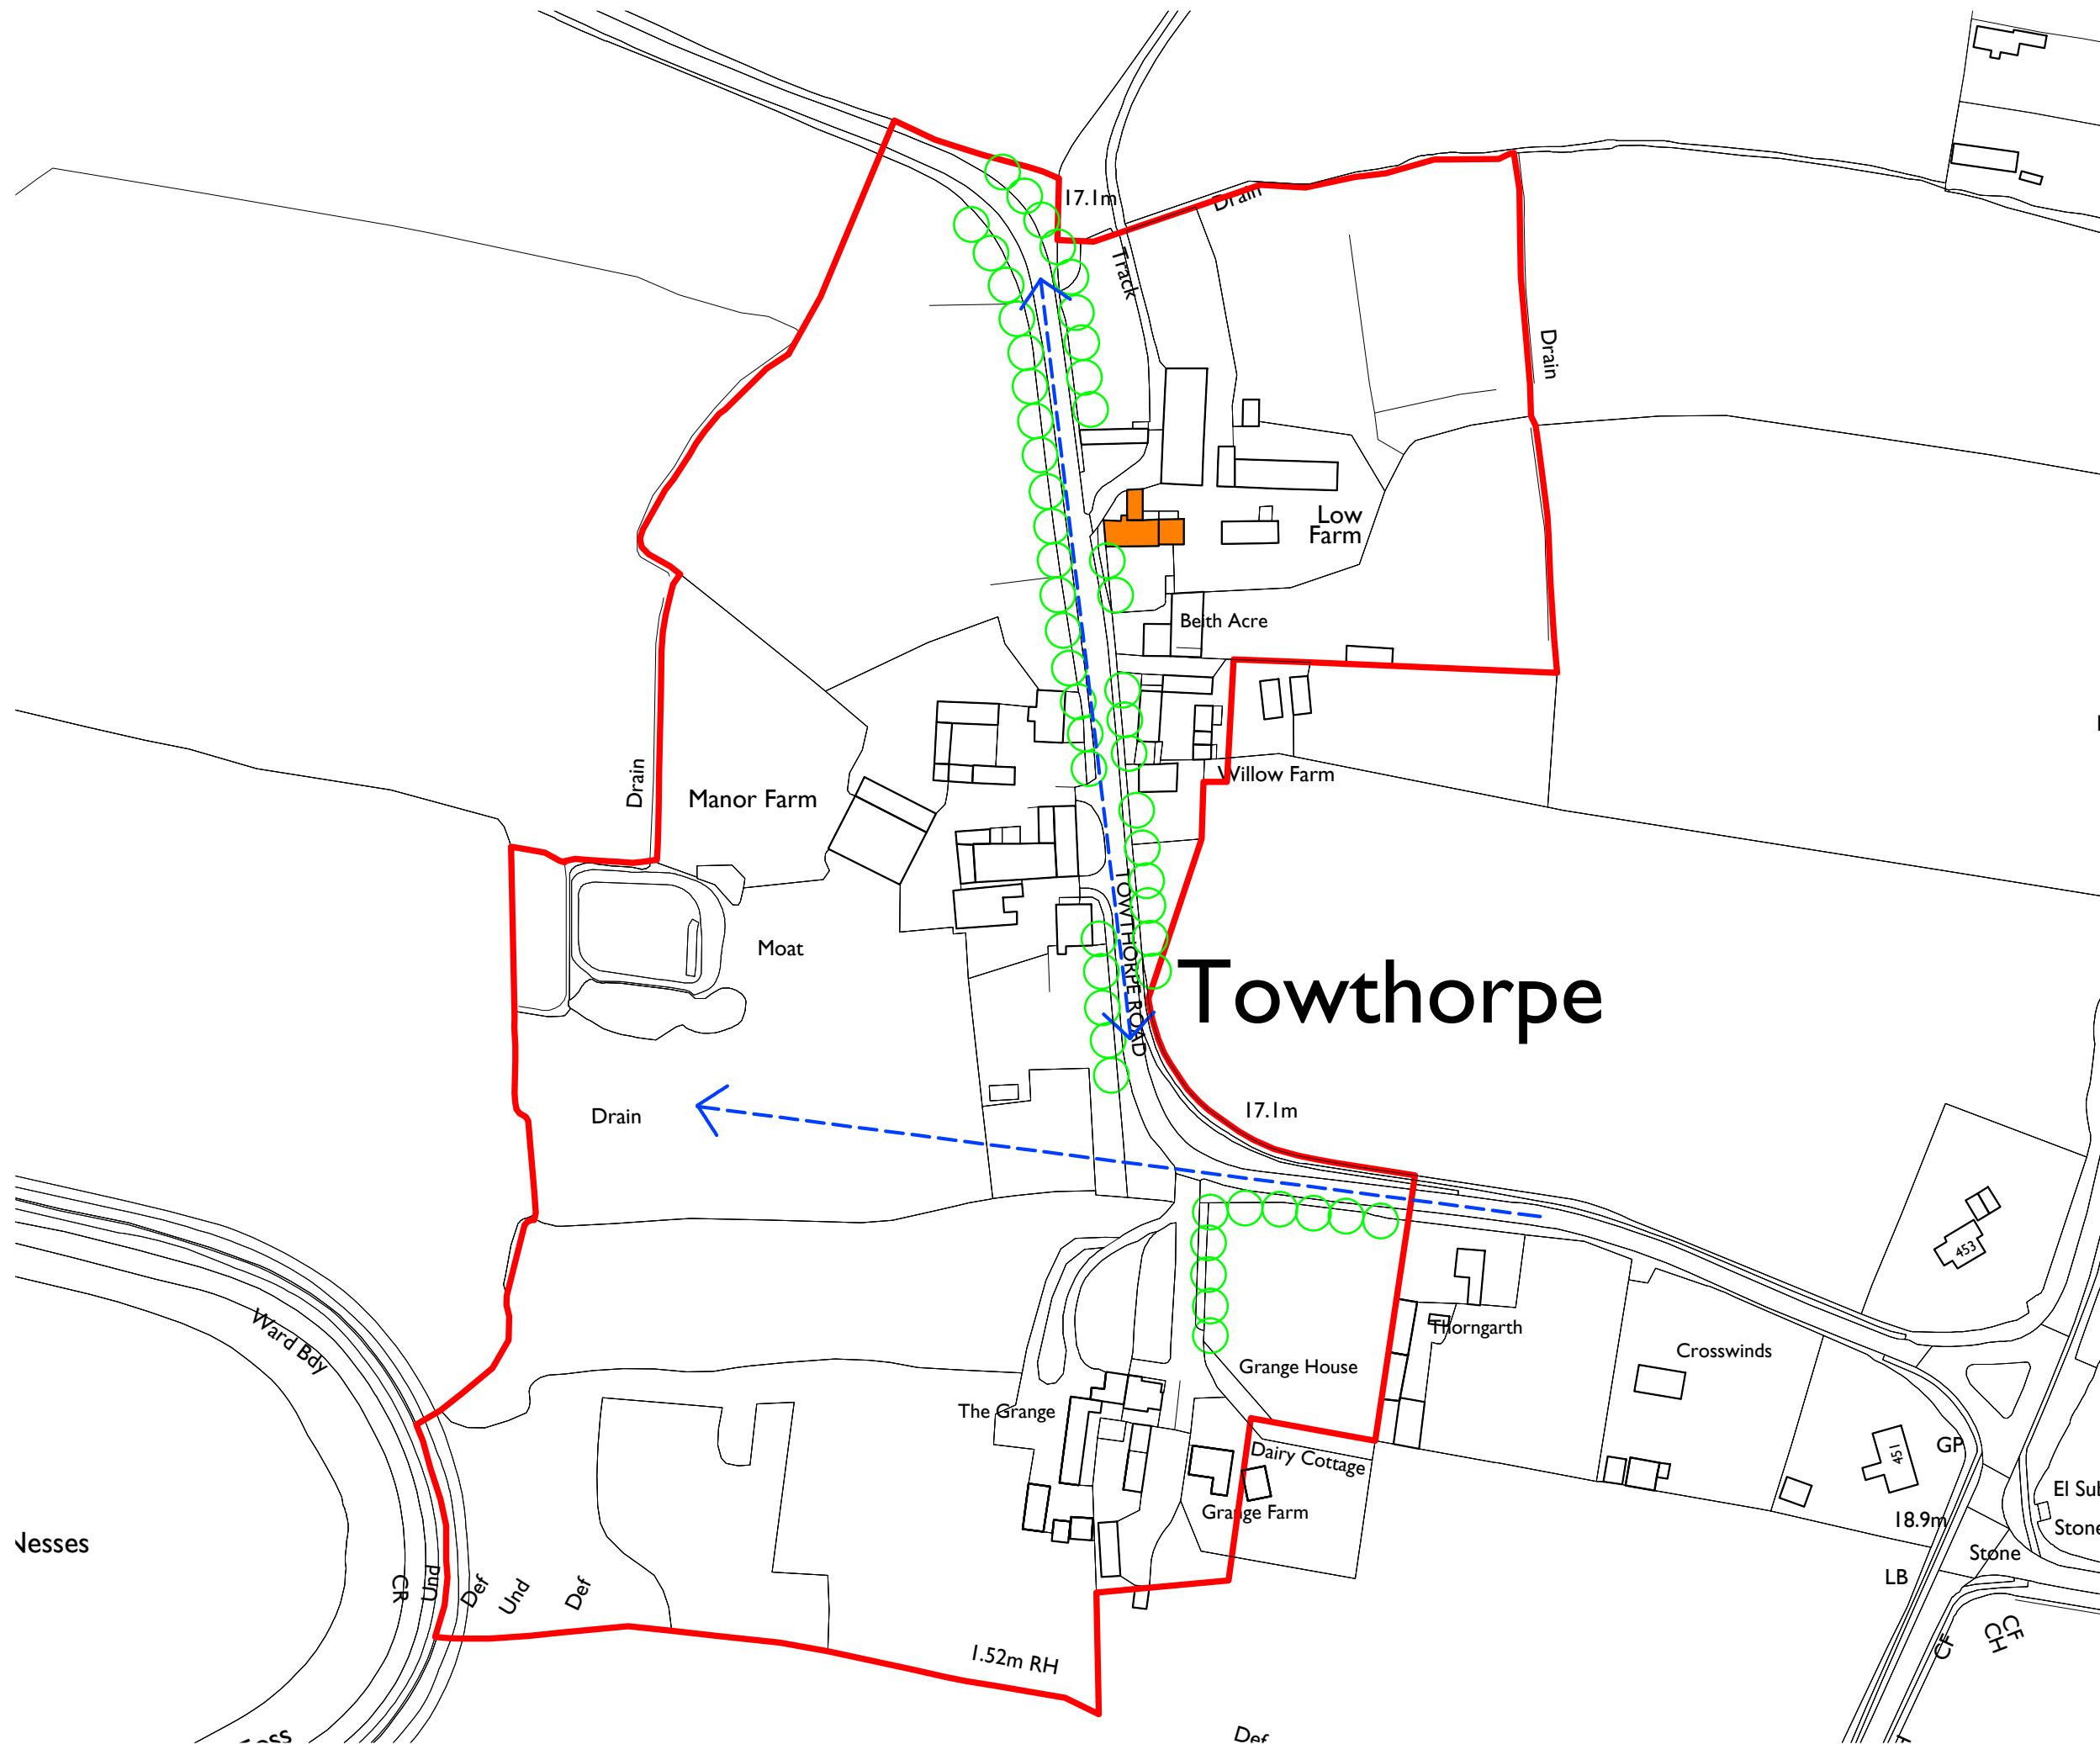 17.1m
Drain
Track
Drain
Low
Farm
Beith Acre
Willow Farm
Drain
Manor Farm
Moat
TOWTHORPE ROAD
Towthorpe
17.1m
Drain
453
Ward Bdy
Thorngarth
Crosswinds
Grange House
The Grange
GP
451
Dairy Cottage
Grange Farm
El Sub
18.9m
Stone
Stone
LB
CR
Und
Def
Und
Def
CF
CH
CF
1.52m RH
Def